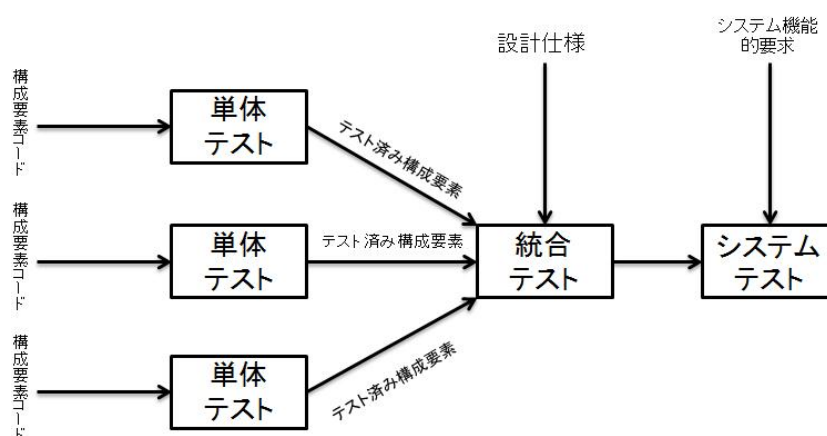 設計仕様
システム機能
的要求
構成要素コード
単体
テスト
テスト済み構成要素
構成要素コード
単体
テスト
テスト済み構成要素
統合
テスト
システム
テスト
構成要素コード
単体
テスト
テスト済み構成要素